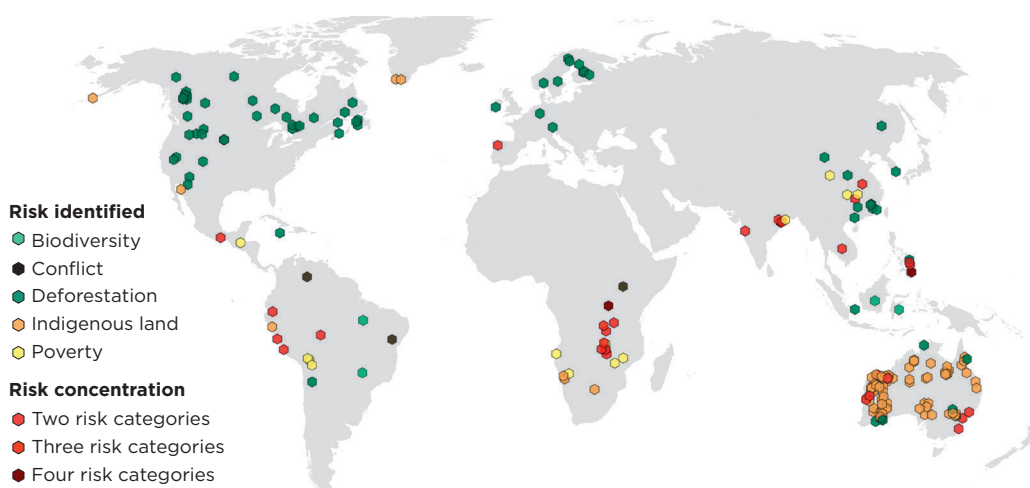 Risk identified
Biodiversity
Conflict
Deforestation
Indigenous land
Poverty
Risk concentration
Two risk categories
Three risk categories
Four risk categories